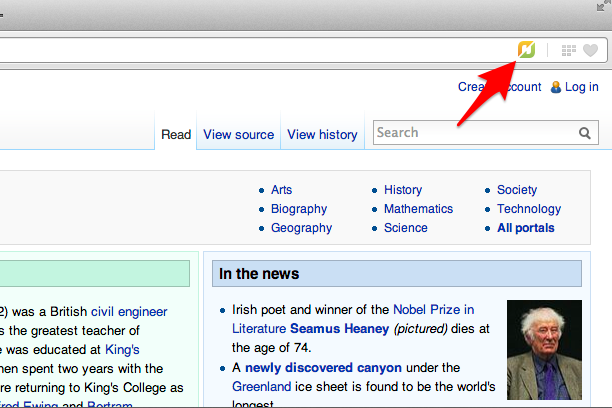 Crea count Log in
Read View source View history Search
Arts History Society
Biography Mathematics Technology
Geography Science All portals
In the news
2) was a British civil engineer
s the greatest teacher of
e was educated at King's
hen spent two years with the
re returning to King's College as
fred Ewing and Bertram
Irish poet and winner of the Nobel Prize in
Literature Seamus Heaney (pictured) dies at
the age of 74.
A newly discovered canyon under the
Greenland ice sheet is found to be the world's
longest